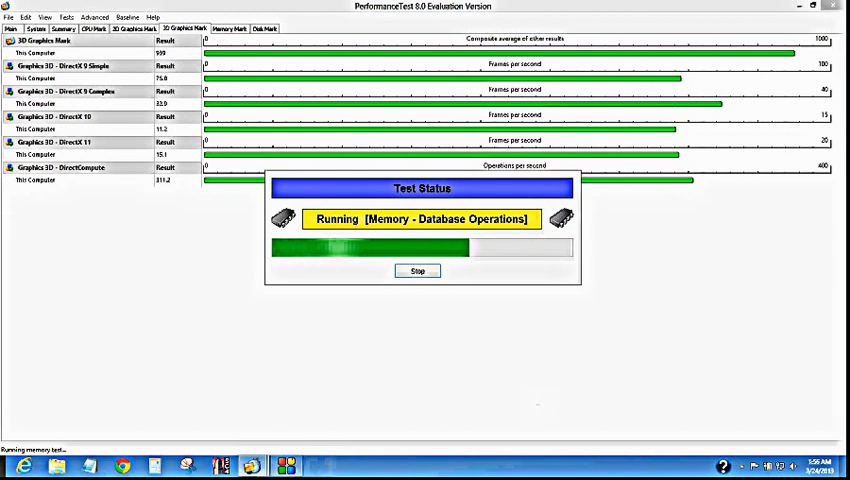 PerformanceTest 8.0 Evaluation Version
File Edit View Tests Advanced Baseline Help
Main System Summary CPU Mark 2D Graphics Mark 3D Graphics Mark Memory Mark Disk Mark
3D Graphics Mark Result Composite average of other results 0 1000
This Computer 959
Graphics 3D - DirectX 9 Simple Result Frames per second 0 100
This Computer 75.8
Graphics 3D - DirectX 9 Complex Result Frames per second 0 40
This Computer 32.9
Graphics 3D - DirectX 10 Result Frames per second 0 15
This Computer 11.2
Graphics 3D - DirectX 11 Result Frames per second 0 20
This Computer 15.1
Graphics 3D - DirectCompute Result Operations per second 0 400
This Computer 311.2
Test Status
Running [Memory - Database Operations]
Stop
Running memory test...
1:56 AM
3/24/2013